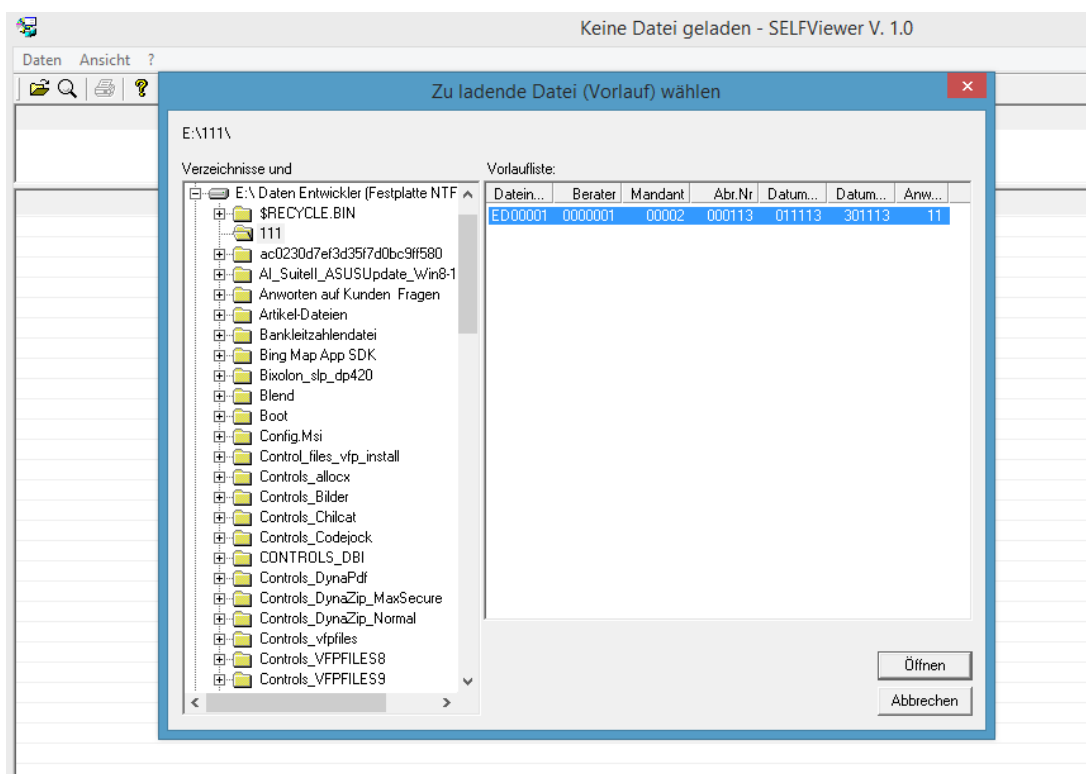 Keine Datei geladen - SELFViewer V. 1.0
Daten Ansicht ?
Zu ladende Datei (Vorlauf) wählen
E:\111\
Verzeichnisse und
Vorlaufliste:
E:\ Daten Entwickler (Festplatte NTF
$RECYCLE.BIN
111
ac0230d7ef3d35f7d0bc9ff580
AI_SuiteII_ASUSUpdate_Win8-1
Anworten auf Kunden Fragen
Artikel-Dateien
Bankleitzahlendatei
Bing Map App SDK
Bixolon_slp_dp420
Blend
Boot
Config.Msi
Control_files_vfp_install
Controls_allocx
Controls_Bilder
Controls_Chilcat
Controls_Codejock
CONTROLS_DBI
Controls_DynaPdf
Controls_DynaZip_MaxSecure
Controls_DynaZip_Normal
Controls_vfpfiles
Controls_VFPFILES8
Controls_VFPFILES9
Datein... Berater Mandant Abr.Nr Datum... Datum... Anw...
ED00001 0000001 00002 000113 011113 301113 11
Öffnen
Abbrechen